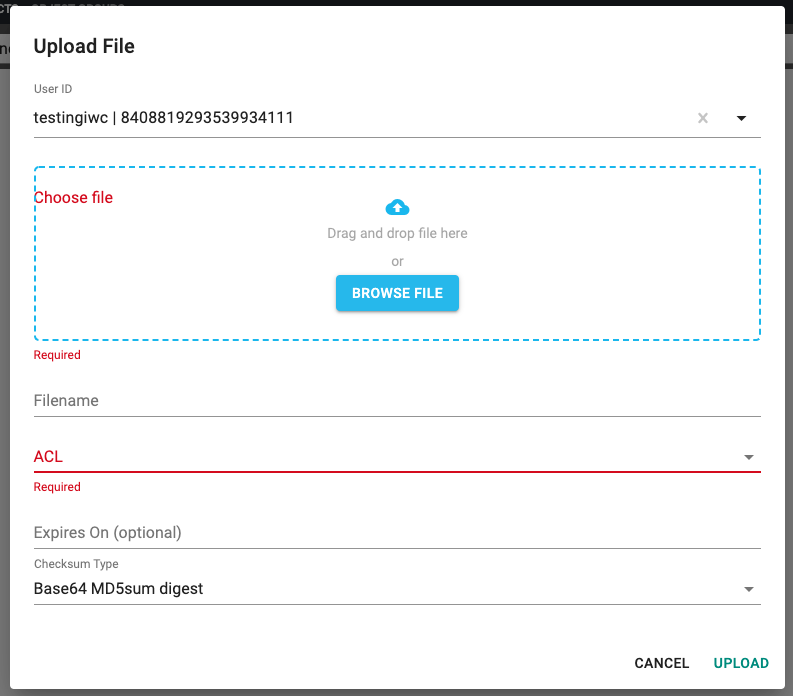 Upload File
User ID
testingiwc | 8408819293539934111
Choose file
Drag and drop file here
or
BROWSE FILE
Required
Filename
ACL
Required
Expires On (optional)
Checksum Type
Base64 MD5sum digest
CANCEL UPLOAD